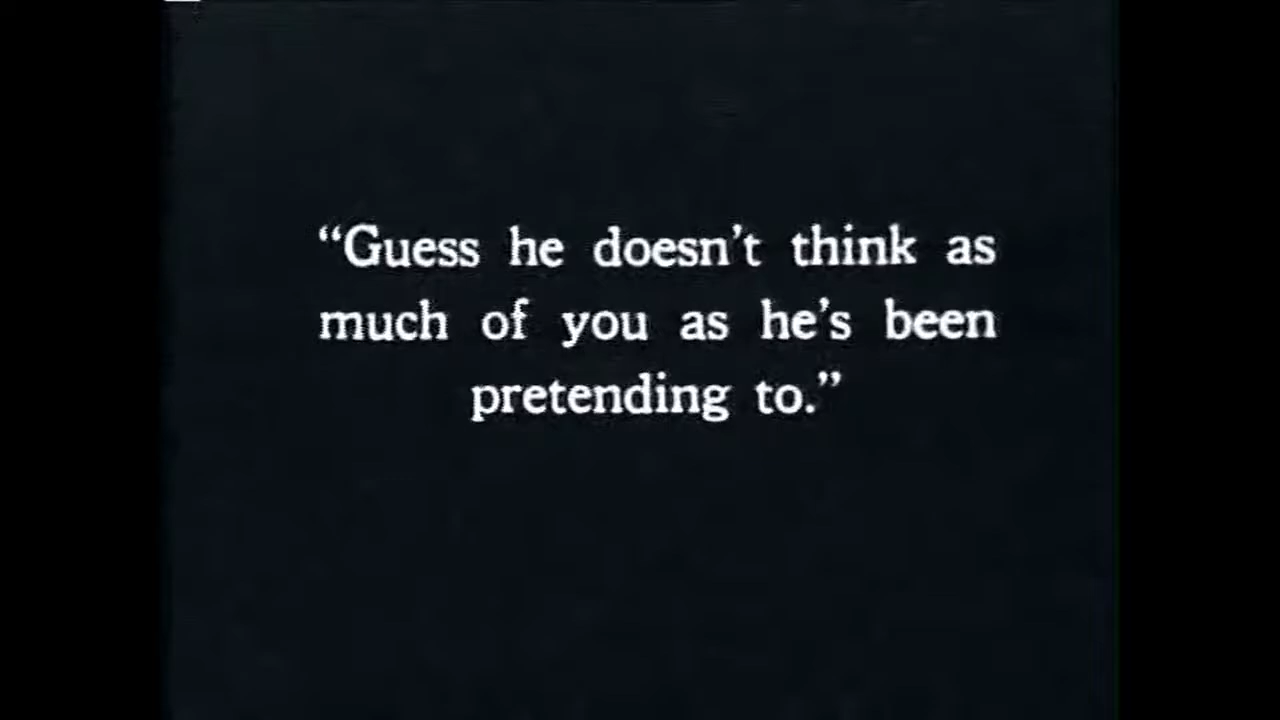 “Guess he doesn’t think as
much of you as he’s been
pretending to.”